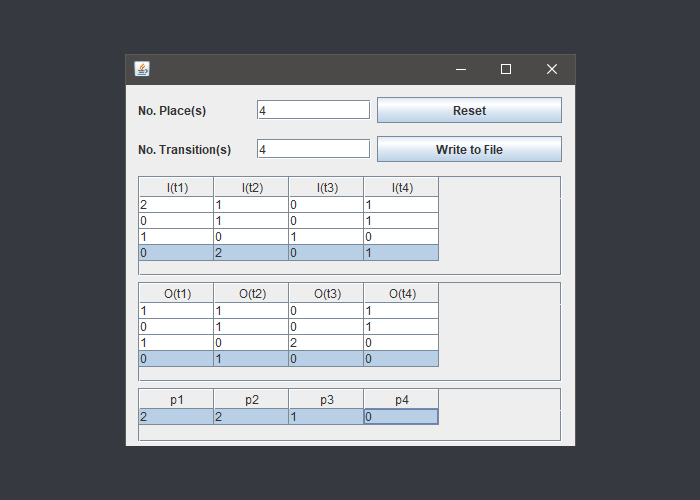 No. Place(s) 4 Reset
No. Transition(s) 4 Write to File
I(t1) I(t2) I(t3) I(t4)
2 1 0 1
0 1 0 1
1 0 1 0
0 2 0 1
O(t1) O(t2) O(t3) O(t4)
1 1 0 1
0 1 0 1
1 0 2 0
0 1 0 0
p1 p2 p3 p4
2 2 1 0